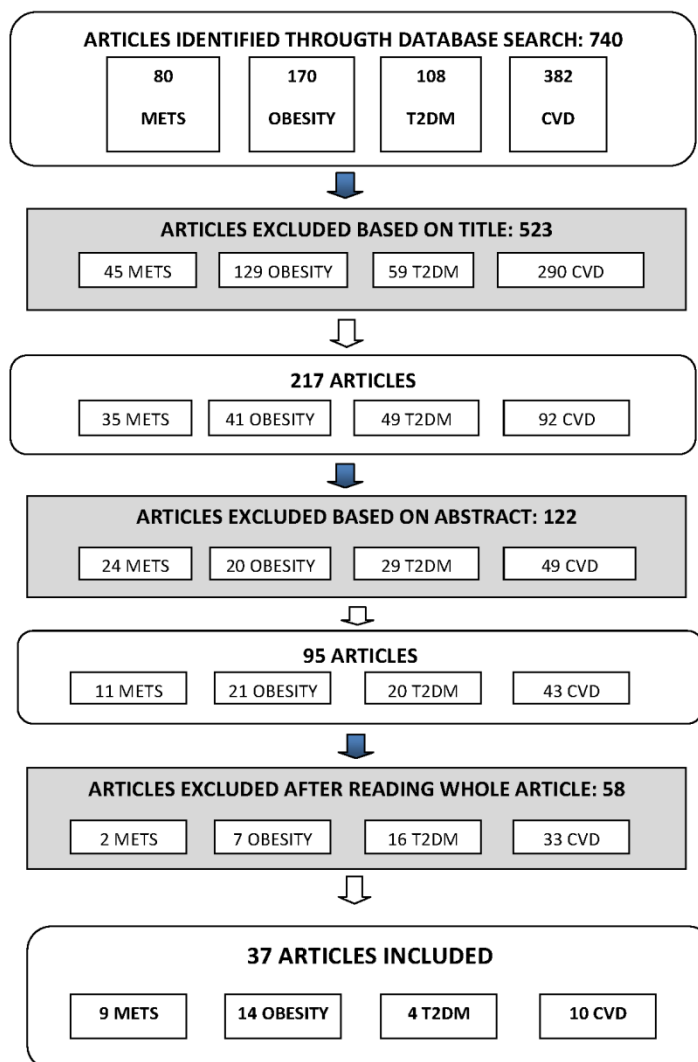 ARTICLES IDENTIFIED THROUGTH DATABASE SEARCH: 740
80 170 108 382
METS OBESITY T2DM CVD
ARTICLES EXCLUDED BASED ON TITLE: 523
45 METS 129 OBESITY 59 T2DM 290 CVD
217 ARTICLES
35 METS 41 OBESITY 49 T2DM 92 CVD
ARTICLES EXCLUDED BASED ON ABSTRACT: 122
24 METS 20 OBESITY 29 T2DM 49 CVD
95 ARTICLES
11 METS 21 OBESITY 20 T2DM 43 CVD
ARTICLES EXCLUDED AFTER READING WHOLE ARTICLE: 58
2 METS 7 OBESITY 16 T2DM 33 CVD
37 ARTICLES INCLUDED
9 METS 14 OBESITY 4 T2DM 10 CVD